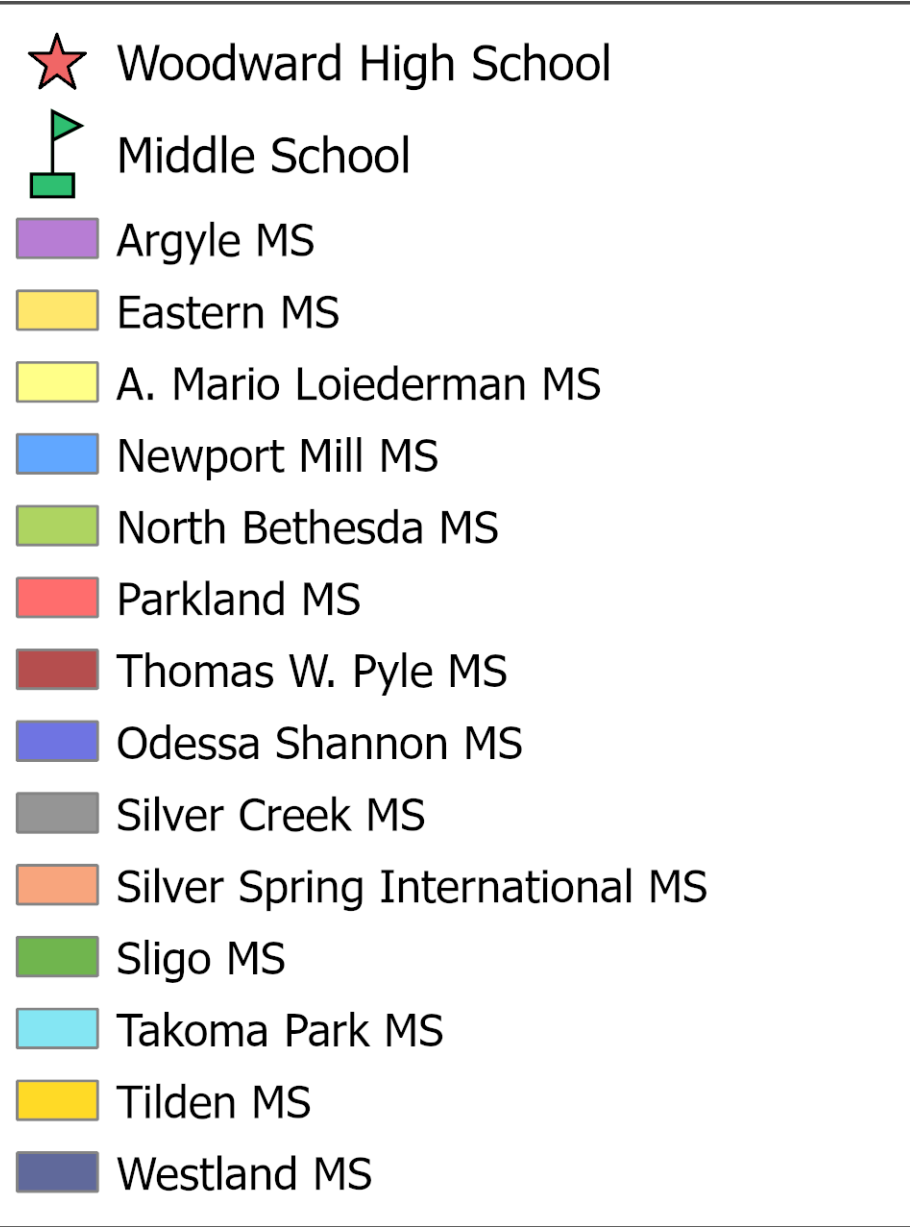 Woodward High School
Middle School
Argyle MS
Eastern MS
A. Mario Loiederman MS
Newport Mill MS
North Bethesda MS
Parkland MS
Thomas W. Pyle MS
Odessa Shannon MS
Silver Creek MS
Silver Spring International MS
Sligo MS
Takoma Park MS
Tilden MS
Westland MS